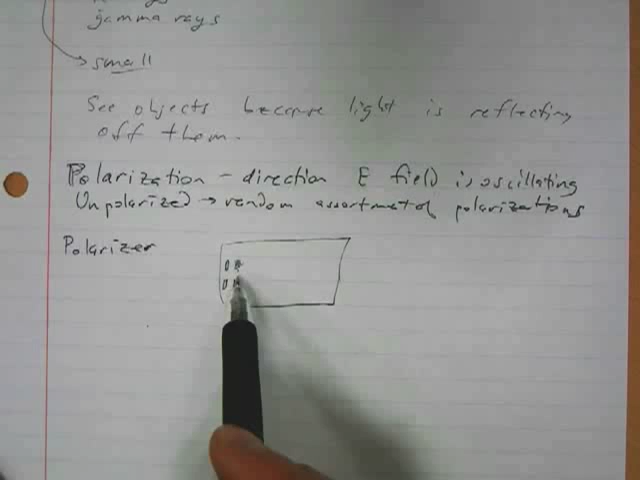 gamma rays
small
See objects because light is reflecting
off them.
Polarization - direction E field is oscillating
Unpolarized → random assortment of polarizations
Polarizer